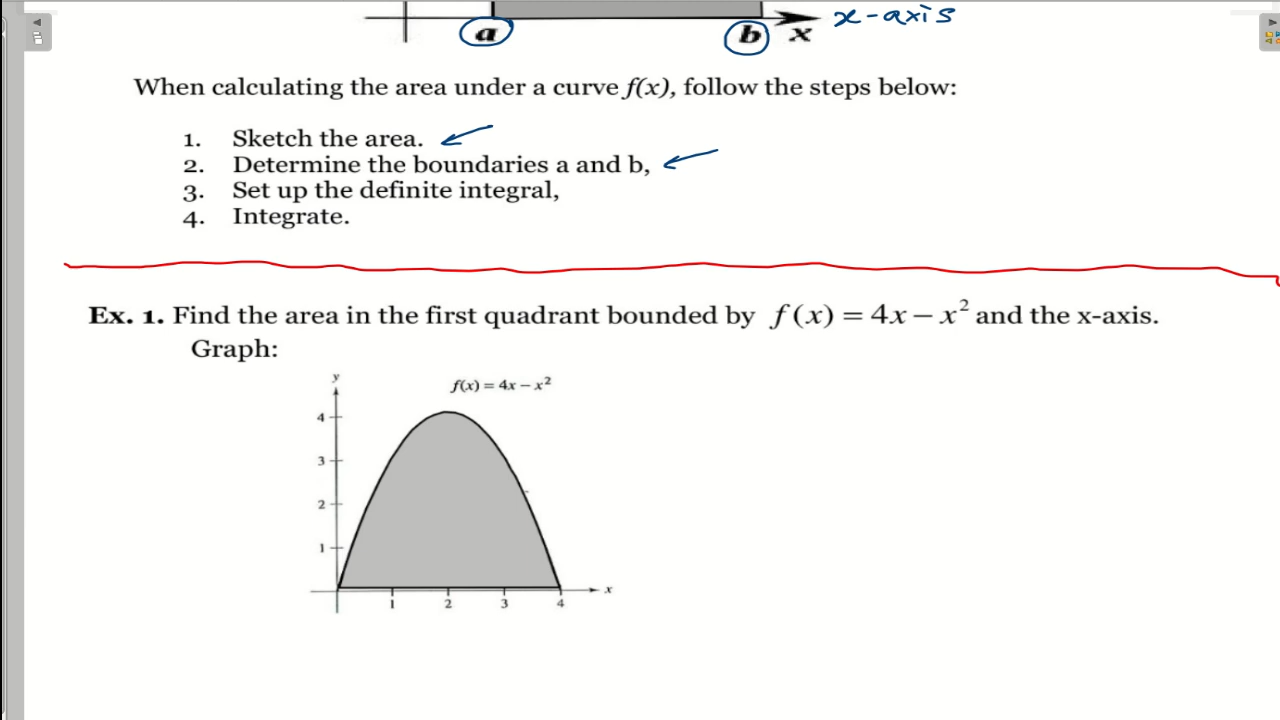 a b x x-axis
When calculating the area under a curve f(x), follow the steps below:
1. Sketch the area.
2. Determine the boundaries a and b,
3. Set up the definite integral,
4. Integrate.
Ex. 1. Find the area in the first quadrant bounded by f(x) = 4x − x² and the x-axis.
Graph:
y
f(x) = 4x − x²
4
3
2
1
x
1 2 3 4